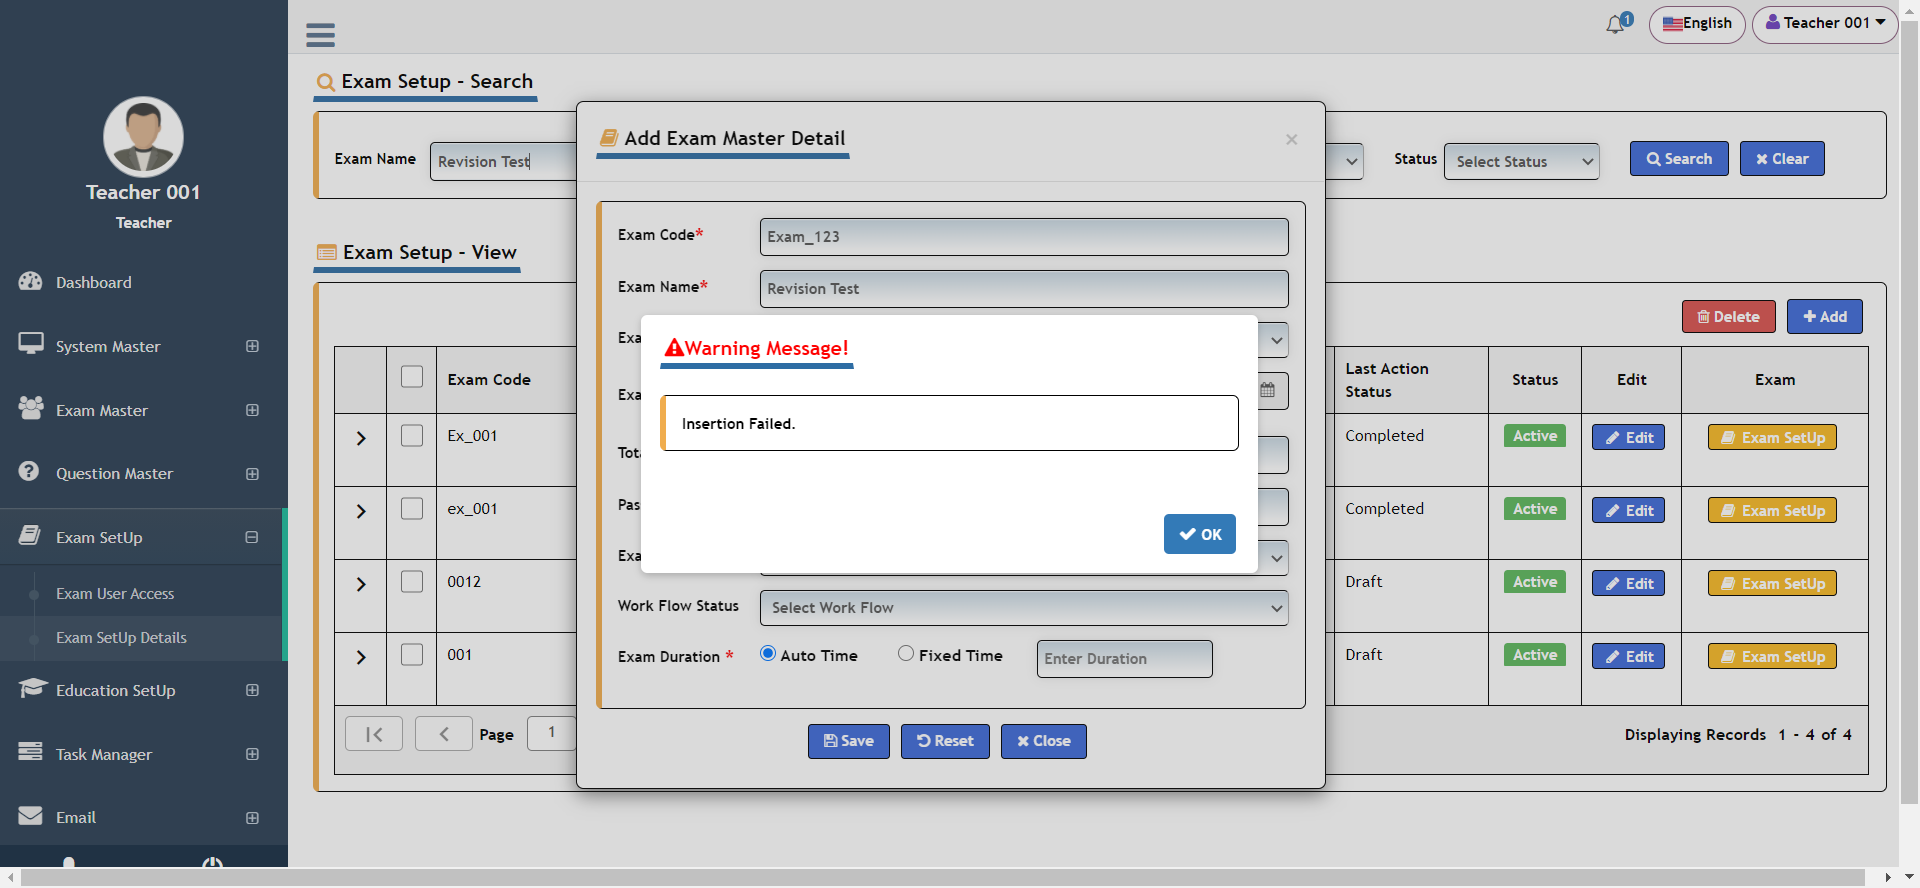 1
English
Teacher 001
Teacher 001
Teacher
Dashboard
System Master
Exam Master
Question Master
Exam SetUp
Exam User Access
Exam SetUp Details
Education SetUp
Task Manager
Email
Exam Setup - Search
Exam Name
Revision Test
Status
Select Status
Search
Clear
Exam Setup - View
Delete
Add
Exam Code
Last Action Status
Status
Edit
Exam
Ex_001
Completed
Active
Edit
Exam SetUp
ex_001
Completed
Active
Edit
Exam SetUp
0012
Draft
Active
Edit
Exam SetUp
001
Draft
Active
Edit
Exam SetUp
Page
1
Displaying Records 1 - 4 of 4
Add Exam Master Detail
×
Exam Code*
Exam_123
Exam Name*
Revision Test
Exa
Exa
Tot
Pas
Exa
Work Flow Status
Select Work Flow
Exam Duration *
Auto Time
Fixed Time
Enter Duration
Save
Reset
Close
Warning Message!
Insertion Failed.
OK